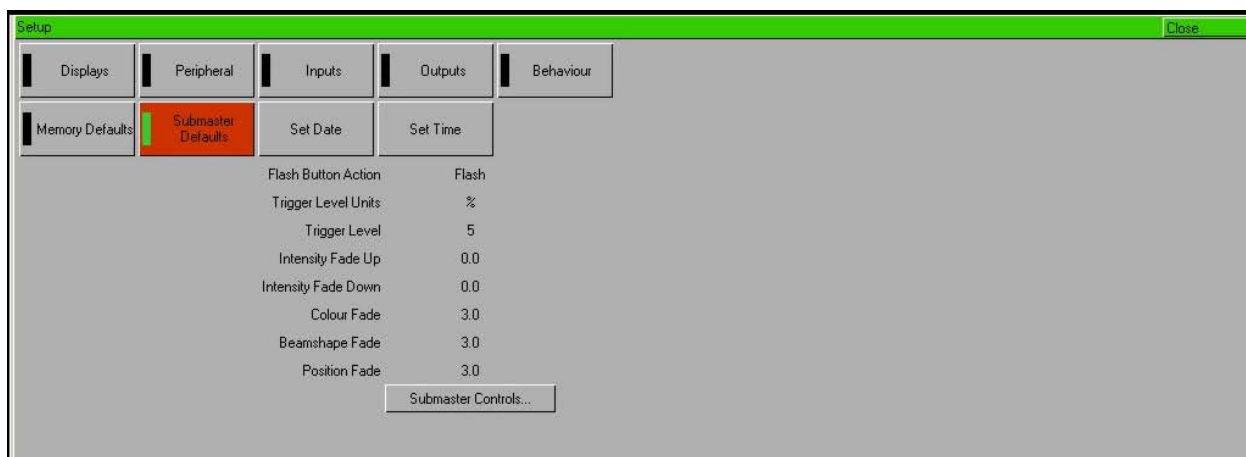 Setup Close
Displays Peripheral Inputs Outputs Behaviour
Memory Defaults Submaster Defaults Set Date Set Time
Flash Button Action Flash
Trigger Level Units %
Trigger Level 5
Intensity Fade Up 0.0
Intensity Fade Down 0.0
Colour Fade 3.0
Beamshape Fade 3.0
Position Fade 3.0
Submaster Controls...